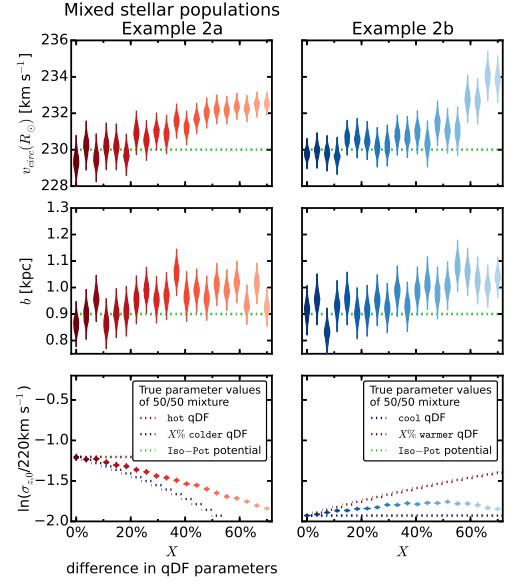 Mixed stellar populations
Example 2a
Example 2b
236
234
232
230
228
v_circ(R_⊙) [km s⁻¹]
1.3
1.2
1.1
1.0
0.9
0.8
b [kpc]
−0.5
−1.0
−1.5
−2.0
ln(σ_z,0/220km s⁻¹)
True parameter values
of 50/50 mixture
hot qDF
X% colder qDF
Iso−Pot potential
True parameter values
of 50/50 mixture
cool qDF
X% warmer qDF
Iso−Pot potential
0% 20% 40% 60%
0% 20% 40% 60%
X
X
difference in qDF parameters